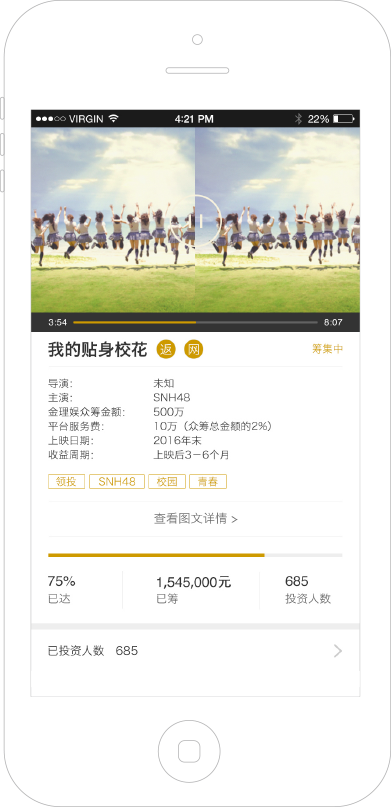 VIRGIN 4:21 PM 22%
3:54 8:07
我的贴身校花 返 网 筹集中
导演: 未知
主演: SNH48
金理娱众筹金额: 500万
平台服务费: 10万（众筹总金额的2%）
上映日期: 2016年末
收益周期: 上映后3-6个月
领投 SNH48 校园 青春
查看图文详情 >
75% 1,545,000元 685
已达 已筹 投资人数
已投资人数 685